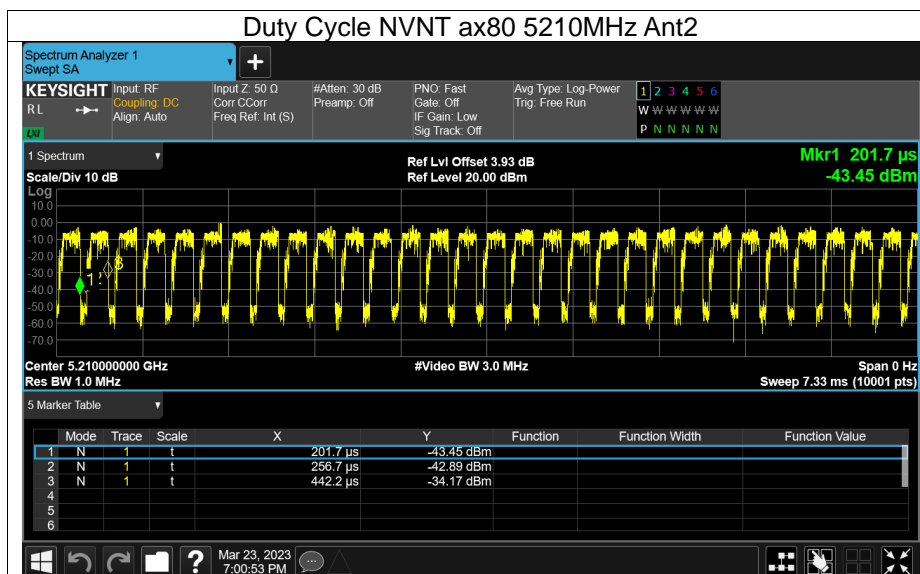 Duty Cycle NVNT ax80 5210MHz Ant2
Spectrum Analyzer 1
Swept SA
+
KEYSIGHT
R L
LXI
Input: RF
Coupling: DC
Align: Auto
Input Z: 50 Ω
Corr CCorr
Freq Ref: Int (S)
#Atten: 30 dB
Preamp: Off
PNO: Fast
Gate: Off
IF Gain: Low
Sig Track: Off
Avg Type: Log-Power
Trig: Free Run
1 2 3 4 5 6
W W W W W W
P N N N N N
1 Spectrum
Scale/Div 10 dB
Ref Lvl Offset 3.93 dB
Ref Level 20.00 dBm
Mkr1 201.7 µs
-43.45 dBm
Log
10.0
0.00
-10.0
-20.0
-30.0
-40.0
-50.0
-60.0
-70.0
Center 5.210000000 GHz
#Video BW 3.0 MHz
Span 0 Hz
Res BW 1.0 MHz
Sweep 7.33 ms (10001 pts)
5 Marker Table
Mode Trace Scale X Y Function Function Width Function Value
1 N 1 t 201.7 µs -43.45 dBm
2 N 1 t 256.7 µs -42.89 dBm
3 N 1 t 442.2 µs -34.17 dBm
4
5
6
?
Mar 23, 2023
7:00:53 PM